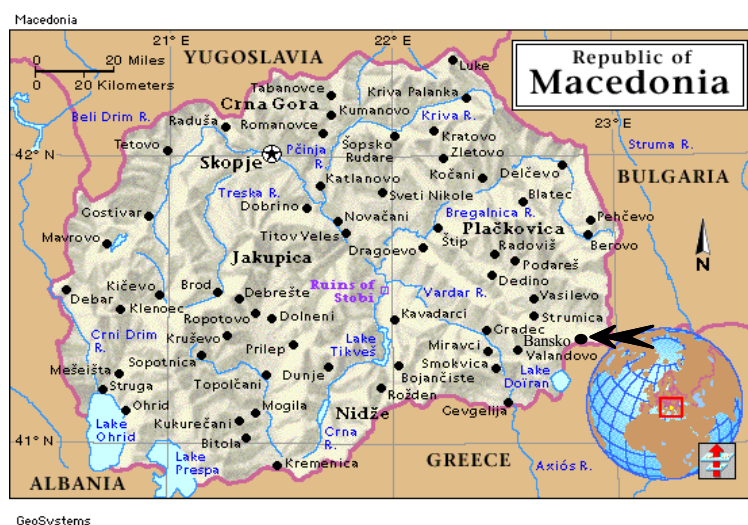 Macedonia
21° E
22° E
23° E
20 Miles
0
0
20 Kilometers
YUGOSLAVIA
Republic of
Macedonia
Luke
Tabanovce
Kriva Palanka
Crna Gora
Kumanovo
Kriva R.
Beli Drim R.
Raduša
Romanovce
Kratovo
Struma R.
Tetovo
Pčinja
R.
Šopsko
Rudare
Zletovo
42° N
42° N
Skopje
Kočani
Delčevo
BULGARIA
Katlanovo
Treska R.
Sveti Nikole
Blatec
Dobrino
Gostivar
Novačani
Bregalnica R.
Pehčevo
Mavrovo
Titov Veles
Štip
Plačkovica
Berovo
N
Dragoevo
Radoviš
Jakupica
Podareš
Dedino
Kičevo
Brod
Ruins of
Stobi
Vardar R.
Debar
Debrešte
Vasilevo
Klenoec
Ropotovo
Dolneni
Kavadarci
Strumica
Crni Drim
R.
Kruševo
Lake
Tikveš
Gradec
Bansko
Prilep
Miravci
Valandovo
Sopotnica
Mešeišta
Smokvica
Lake
Doïran
Topolčani
Dunje
Bojančiste
Struga
Rožden
Ohrid
Mogila
Nidže
Gevgelija
Lake
Ohrid
Kukurečani
Crna
R.
41° N
41° N
Bitola
Lake
Prespa
Kremenica
GREECE
Axiós R.
ALBANIA
GeoSystems